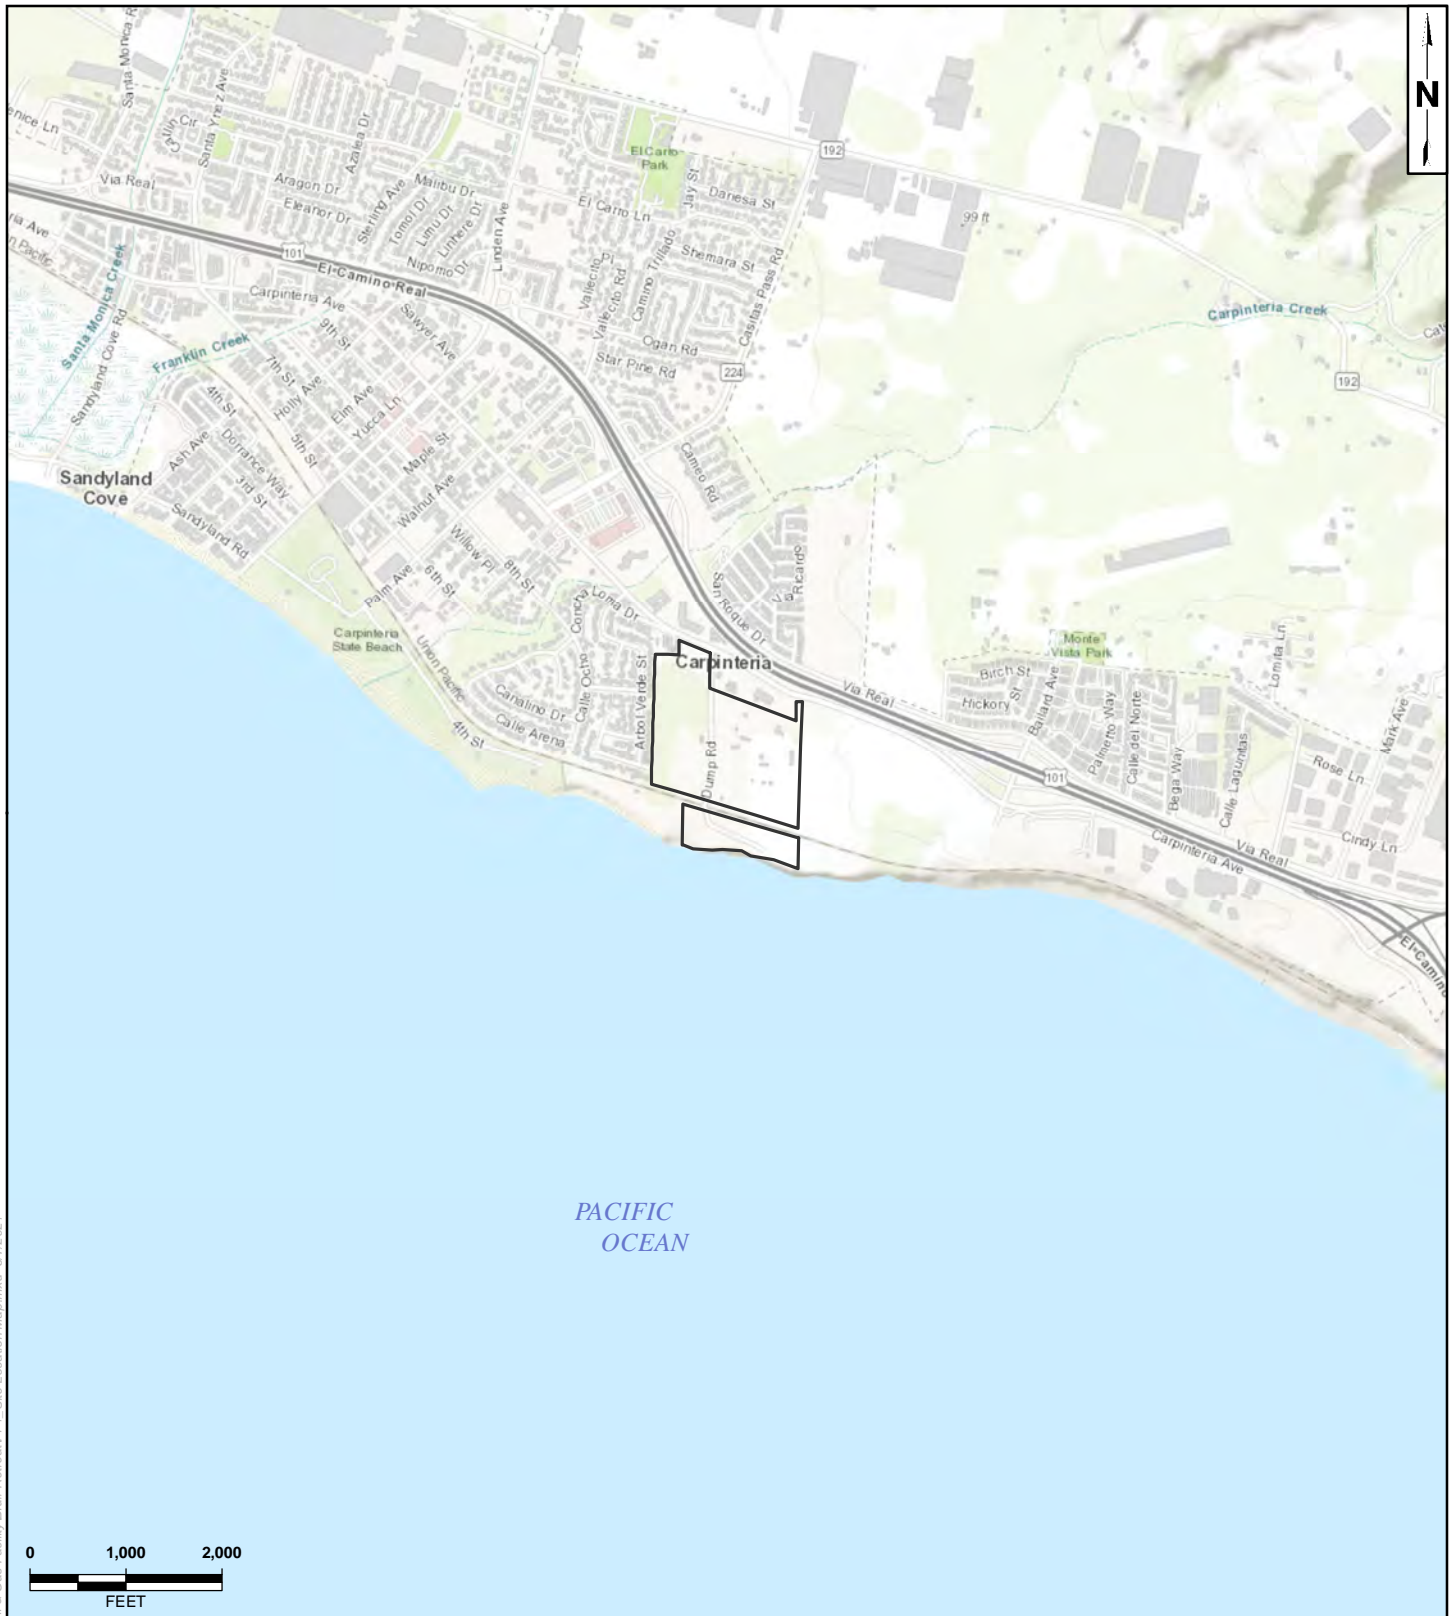 N
Santa Monica R
enice Ln
Catlin Cir
Santa Ynez Ave
Azalea Dr
El Carro
Park
192
Via Real
Aragon Dr
Eleanor Dr
Sterling Ave
Tomol Dr
Malibu Dr
Limu Dr
Linhere Dr
Nipomo Dr
Linden Ave
El Carro Ln
Jay St
Danesa St
99 ft
ria Ave
n Pacific
101
El Camino Real
Vallecito Pl
Vallecito Rd
Camino Trillado
Shemara St
Casitas Pass Rd
Santa Monica Creek
Sandyland Cove Rd
Carpinteria Ave
Franklin Creek
9th St
Sawyer Ave
Ogan Rd
Star Pine Rd
224
Carpinteria Creek
192
Cat
7th St
Holly Ave
Elm Ave
Yucca Ln
4th St
5th St
Maple St
Ash Ave
Dorrance Way
3rd St
Walnut Ave
Cameo Rd
Sandyland
Cove
Sandyland Rd
Willow Pl
8th St
Palm Ave
6th St
Via Ricardo
San Roque Dr
Concha Loma Dr
Carpinteria
State Beach
Union Pacific
Calle Ocho
Arbol Verde St
Carpinteria
Monte
Vista Park
Lomita Ln
Birch St
Hickory St
Ballard Ave
Via Real
Canalino Dr
Calle Arena
4th St
Dump Rd
Palmetto Way
Calle del Norte
Bega Way
Calle Lagunitas
Mark Ave
Rose Ln
101
Cindy Ln
Via Real
Carpinteria Ave
El Camino
PACIFIC
OCEAN
0 1,000 2,000
FEET